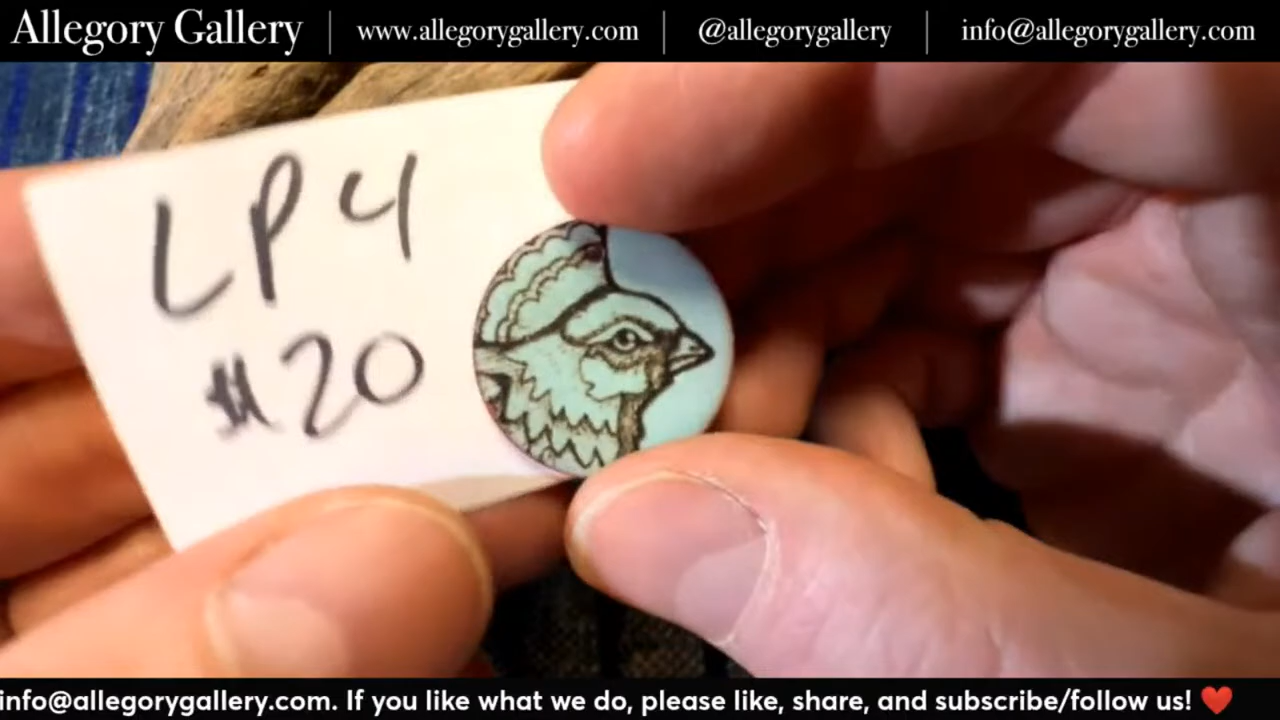 Allegory Gallery | www.allegorygallery.com | @allegorygallery | info@allegorygallery.com
LP4
$20
info@allegorygallery.com. If you like what we do, please like, share, and subscribe/follow us! ❤️